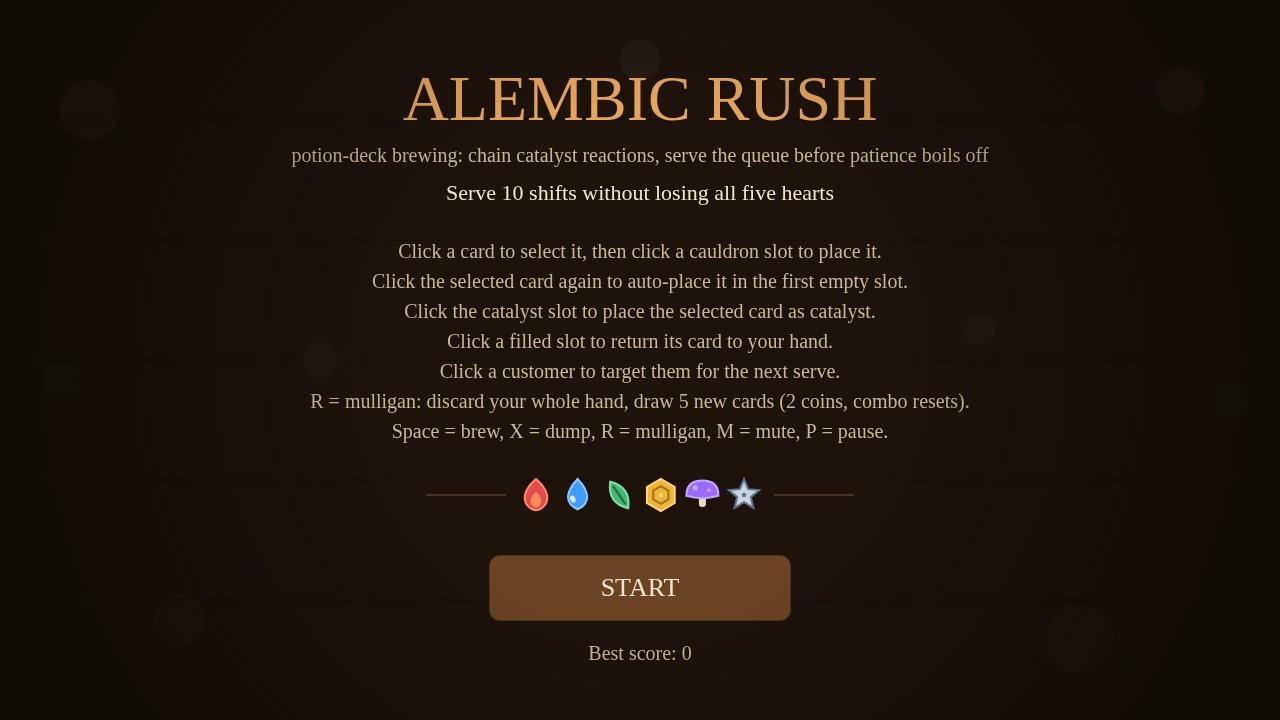 ALEMBIC RUSH
potion-deck brewing: chain catalyst reactions, serve the queue before patience boils off
Serve 10 shifts without losing all five hearts
Click a card to select it, then click a cauldron slot to place it.
Click the selected card again to auto-place it in the first empty slot.
Click the catalyst slot to place the selected card as catalyst.
Click a filled slot to return its card to your hand.
Click a customer to target them for the next serve.
R = mulligan: discard your whole hand, draw 5 new cards (2 coins, combo resets).
Space = brew, X = dump, R = mulligan, M = mute, P = pause.
START
Best score: 0